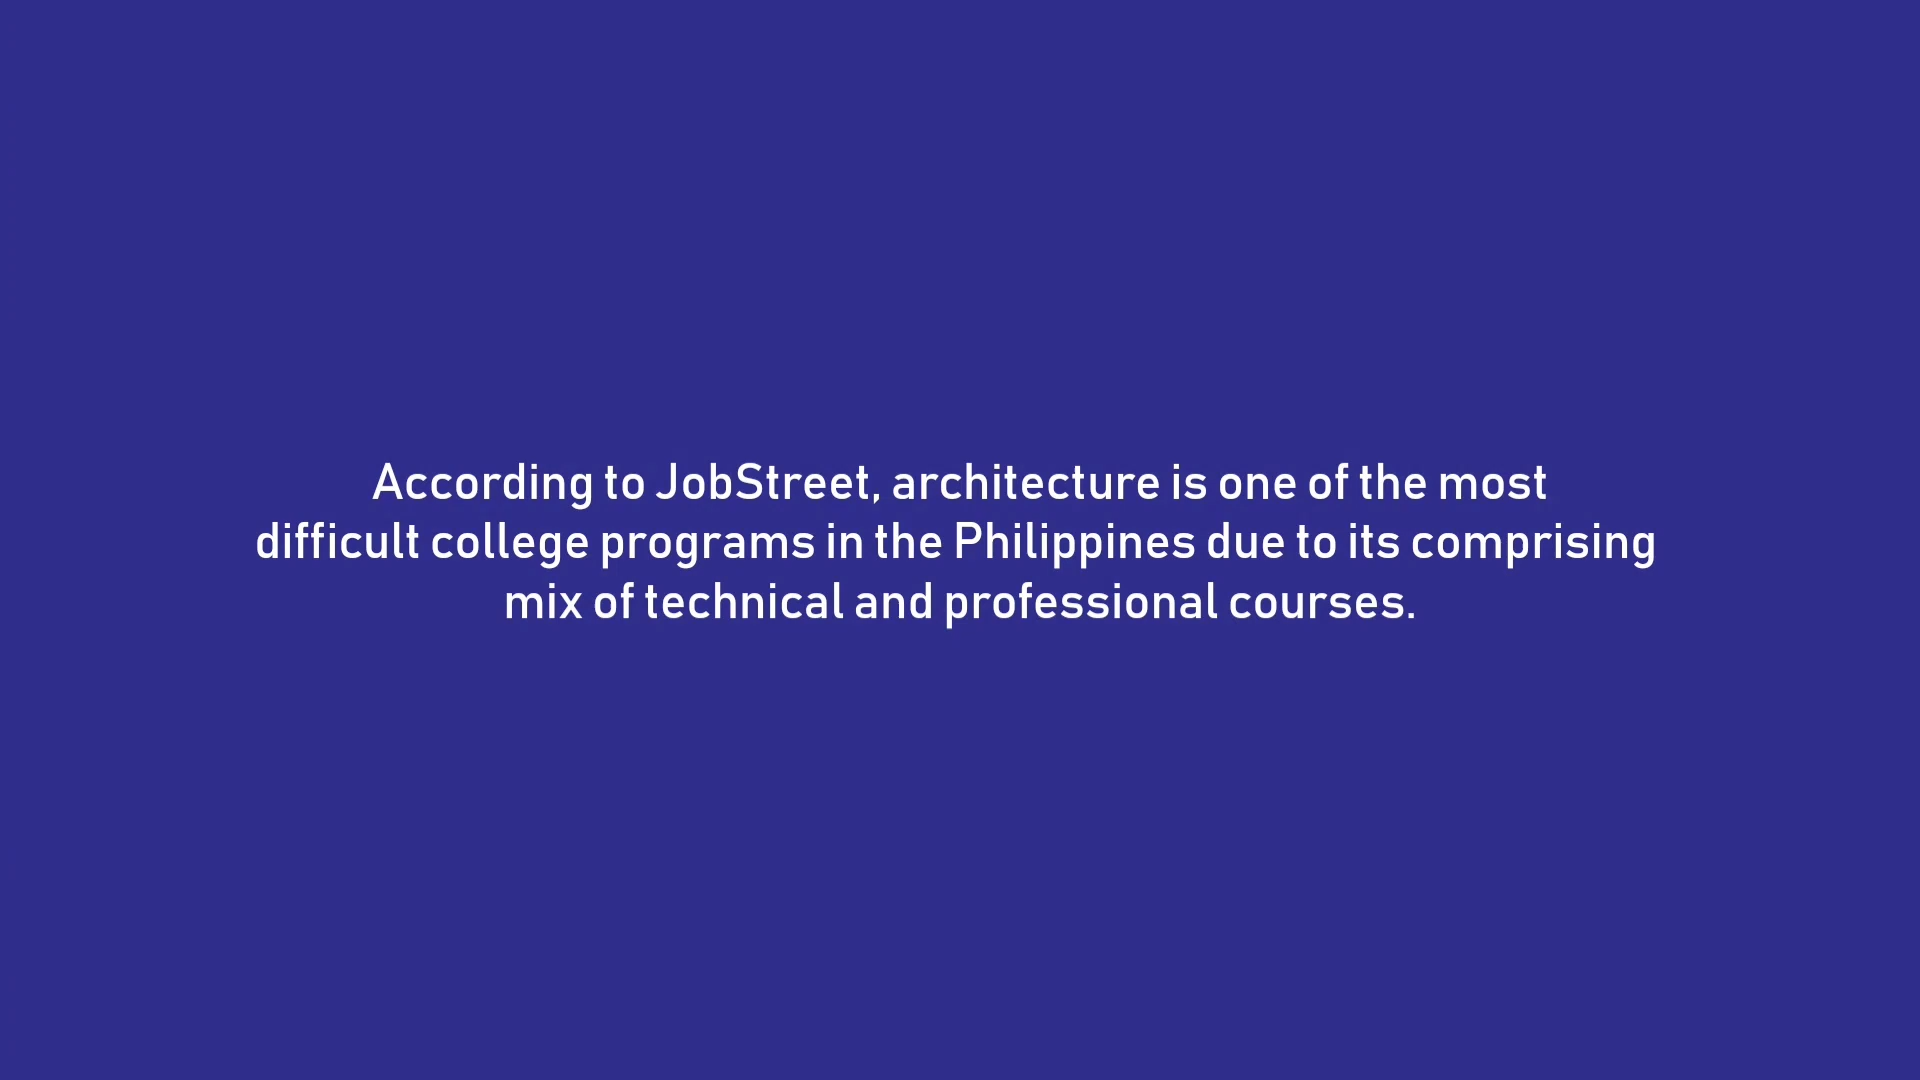 According to JobStreet, architecture is one of the most
difficult college programs in the Philippines due to its comprising
mix of technical and professional courses.